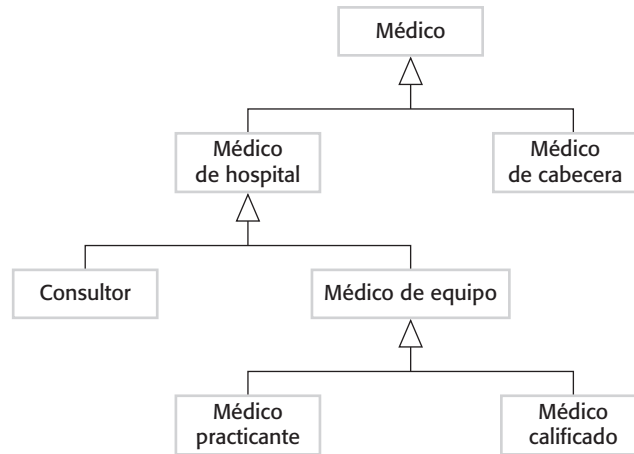 Médico
Médico
de hospital
Médico
de cabecera
Consultor
Médico de equipo
Médico
practicante
Médico
calificado